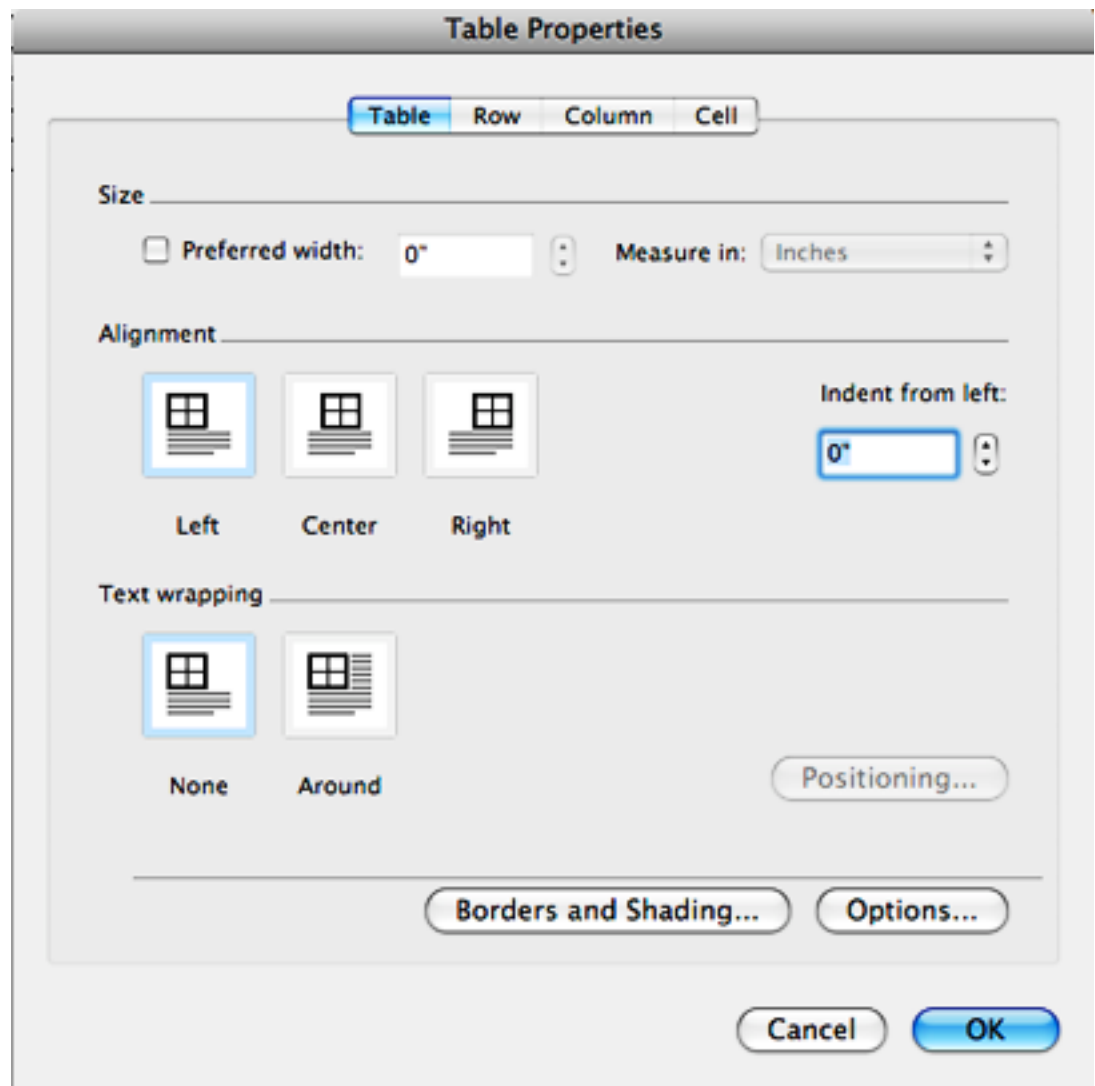 Table Properties
Table Row Column Cell
Size
Preferred width: 0" Measure in: Inches
Alignment
Indent from left:
0"
Left Center Right
Text wrapping
None Around
Positioning...
Borders and Shading... Options...
Cancel OK